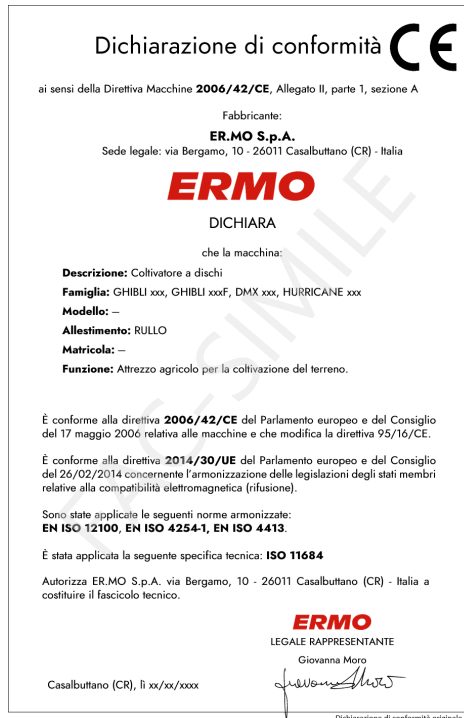 Dichiarazione di conformità CE
ai sensi della Direttiva Macchine 2006/42/CE, Allegato II, parte 1, sezione A
Fabbricante:
ER.MO S.p.A.
Sede legale: via Bergamo, 10 - 26011 Casalbuttano (CR) - Italia
ERMO
DICHIARA
che la macchina:
Descrizione: Coltivatore a dischi
Famiglia: GHIBLI xxx, GHIBLI xxxF, DMX xxx, HURRICANE xxx
Modello: –
Allestimento: RULLO
Matricola: –
Funzione: Attrezzo agricolo per la coltivazione del terreno.
FAC-SIMILE
È conforme alla direttiva 2006/42/CE del Parlamento europeo e del Consiglio
del 17 maggio 2006 relativa alle macchine e che modifica la direttiva 95/16/CE.
È conforme alla direttiva 2014/30/UE del Parlamento europeo e del Consiglio
del 26/02/2014 concernente l'armonizzazione delle legislazioni degli stati membri
relative alla compatibilità elettromagnetica (rifusione).
Sono state applicate le seguenti norme armonizzate:
EN ISO 12100, EN ISO 4254-1, EN ISO 4413.
È stata applicata la seguente specifica tecnica: ISO 11684
Autorizza ER.MO S.p.A. via Bergamo, 10 - 26011 Casalbuttano (CR) - Italia a
costituire il fascicolo tecnico.
ERMO
LEGALE RAPPRESENTANTE
Giovanna Moro
Giovanna Moro
Casalbuttano (CR), lì xx/xx/xxxx
Dichiarazione di conformità originale